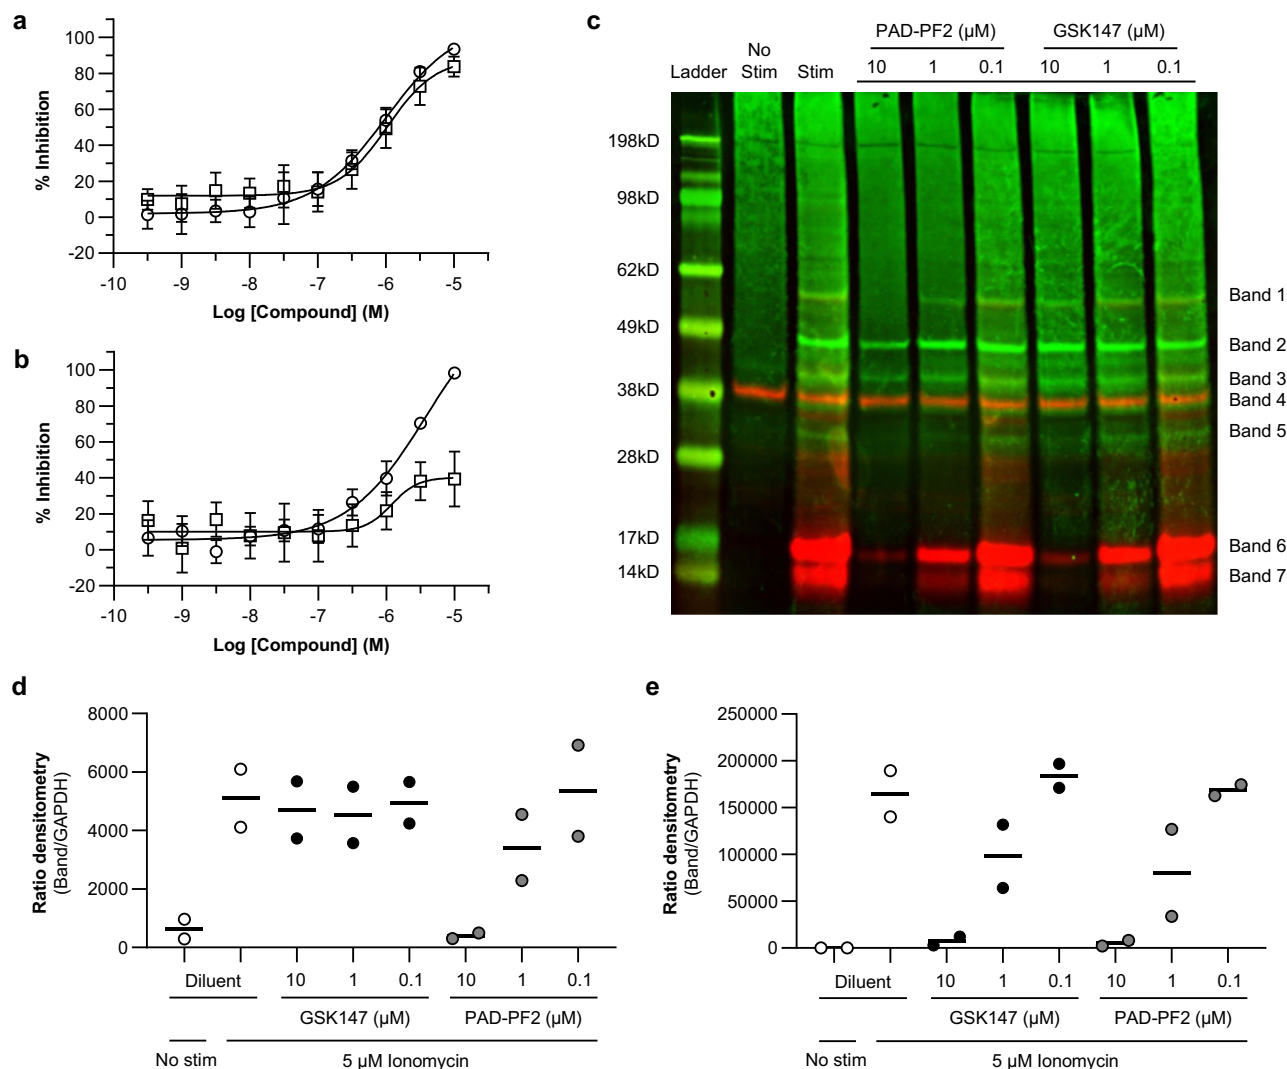 a
100
80
60
40
20
0
-20
% Inhibition
-10 -9 -8 -7 -6 -5
Log [Compound] (M)
b
100
80
60
40
20
0
-20
% Inhibition
-10 -9 -8 -7 -6 -5
Log [Compound] (M)
c
PAD-PF2 (µM) GSK147 (µM)
No
Ladder Stim Stim 10 1 0.1 10 1 0.1
198kD
98kD
62kD
49kD
38kD
28kD
17kD
14kD
Band 1
Band 2
Band 3
Band 4
Band 5
Band 6
Band 7
d
Ratio densitometry
(Band/GAPDH)
8000
6000
4000
2000
0
Diluent 10 1 0.1 10 1 0.1
GSK147 (µM) PAD-PF2 (µM)
No stim 5 µM Ionomycin
e
Ratio densitometry
(Band/GAPDH)
250000
200000
150000
100000
50000
0
Diluent 10 1 0.1 10 1 0.1
GSK147 (µM) PAD-PF2 (µM)
No stim 5 µM Ionomycin